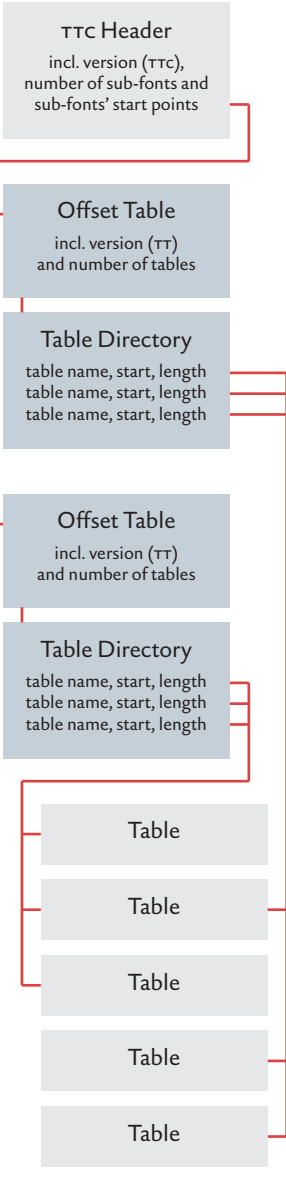 TTC Header
incl. version (TTC),
number of sub-fonts and
sub-fonts’ start points
Offset Table
incl. version (TT)
and number of tables
Table Directory
table name, start, length
table name, start, length
table name, start, length
Offset Table
incl. version (TT)
and number of tables
Table Directory
table name, start, length
table name, start, length
table name, start, length
Table
Table
Table
Table
Table